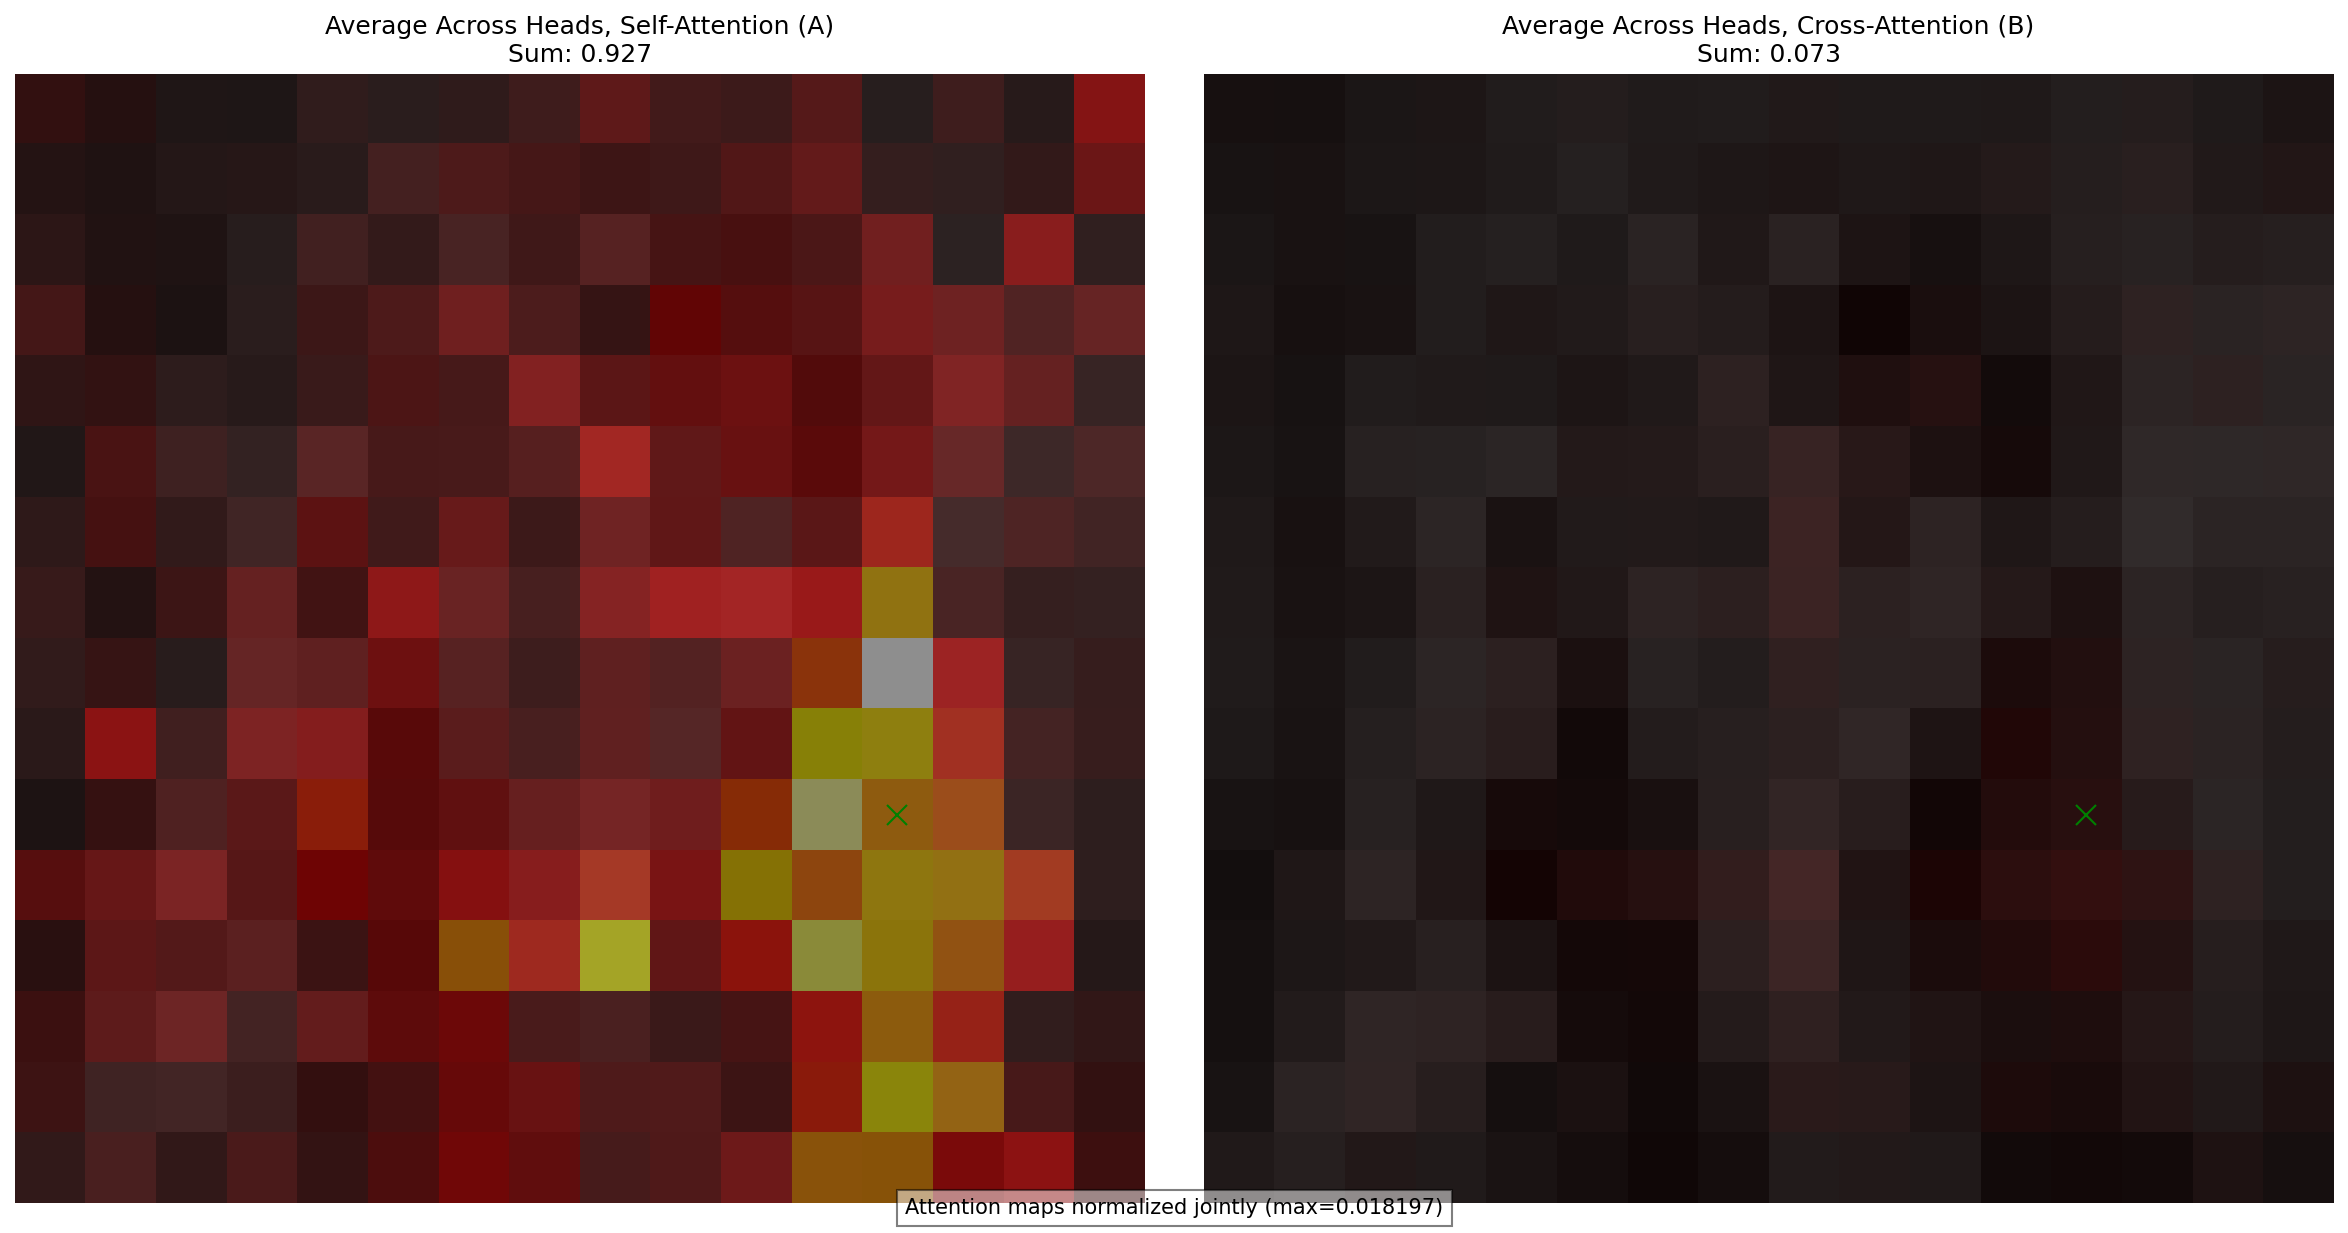 Average Across Heads, Self-Attention (A)
Sum: 0.927
Average Across Heads, Cross-Attention (B)
Sum: 0.073
Attention maps normalized jointly (max=0.018197)